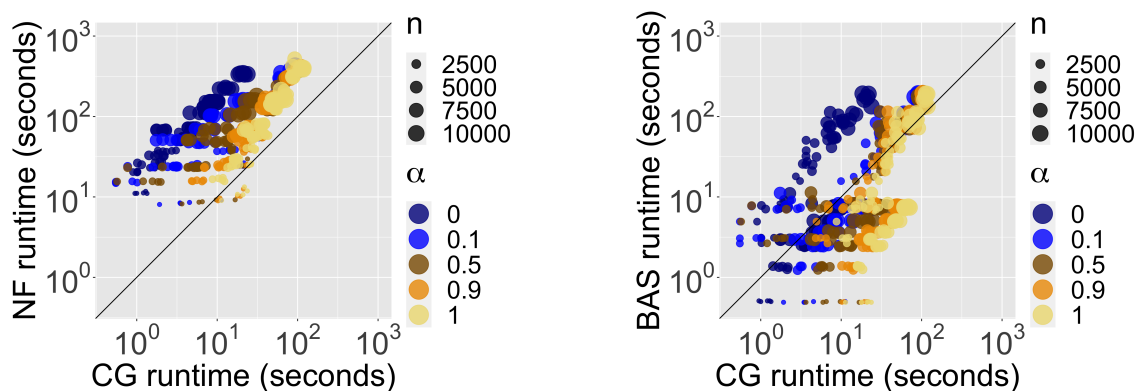 NF runtime (seconds)
10³
10²
10¹
10⁰
10⁰ 10¹ 10² 10³
CG runtime (seconds)
n
2500
5000
7500
10000
α
0
0.1
0.5
0.9
1
BAS runtime (seconds)
10³
10²
10¹
10⁰
10⁰ 10¹ 10² 10³
CG runtime (seconds)
n
2500
5000
7500
10000
α
0
0.1
0.5
0.9
1